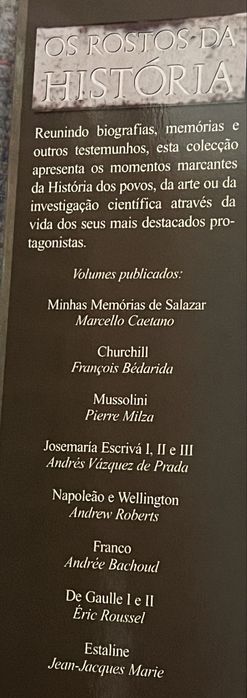 OS ROSTOS DA
HISTÓRIA
Reunindo biografias, memórias e
outros testemunhos, esta colecção
apresenta os momentos marcantes
da História dos povos, da arte ou da
investigação científica através da
vida dos seus mais destacados pro-
tagonistas.
Volumes publicados:
Minhas Memórias de Salazar
Marcello Caetano
Churchill
François Bédarida
Mussolini
Pierre Milza
Josemaría Escrivá I, II e III
Andrés Vázquez de Prada
Napoleão e Wellington
Andrew Roberts
Franco
Andrée Bachoud
De Gaulle I e II
Éric Roussel
Estaline
Jean-Jacques Marie